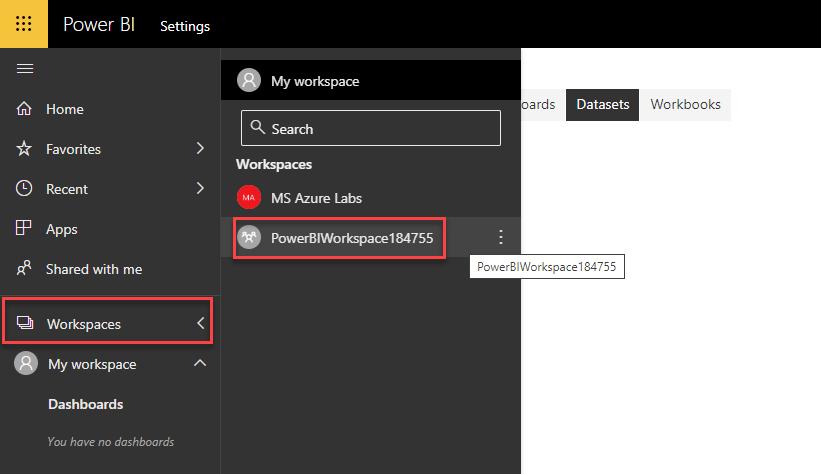 Power BI Settings
My workspace
oards Datasets Workbooks
Home
Search
Favorites
Workspaces
Recent
MA MS Azure Labs
Apps
PowerBIWorkspace184755
Shared with me
PowerBIWorkspace184755
Workspaces
My workspace
Dashboards
You have no dashboards